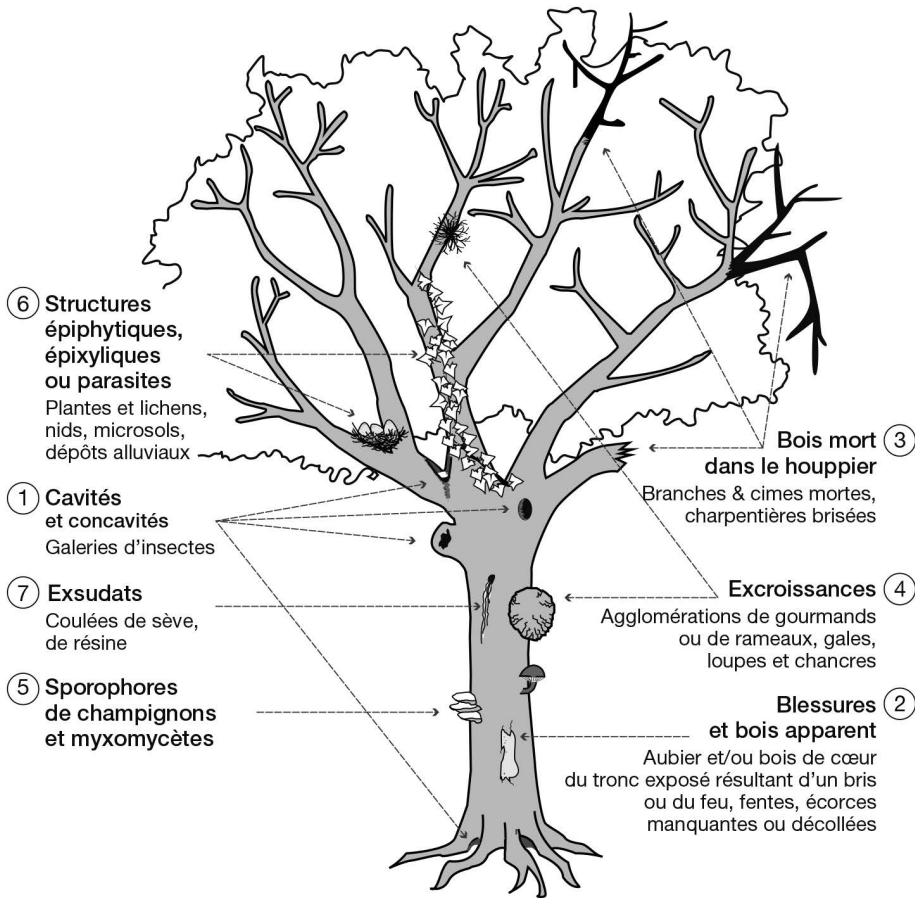 6 Structures
épiphytiques,
épixyliques
ou parasites
Plantes et lichens,
nids, microsols,
dépôts alluviaux
1 Cavités
et concavités
Galeries d'insectes
7 Exsudats
Coulées de sève,
de résine
5 Sporophores
de champignons
et myxomycètes
Bois mort 3
dans le houppier
Branches & cimes mortes,
charpentières brisées
Excroissances 4
Agglomérations de gourmands
ou de rameaux, gales,
loupes et chancres
Blessures 2
et bois apparent
Aubier et/ou bois de cœur
du tronc exposé résultant d'un bris
ou du feu, fentes, écorces
manquantes ou décollées